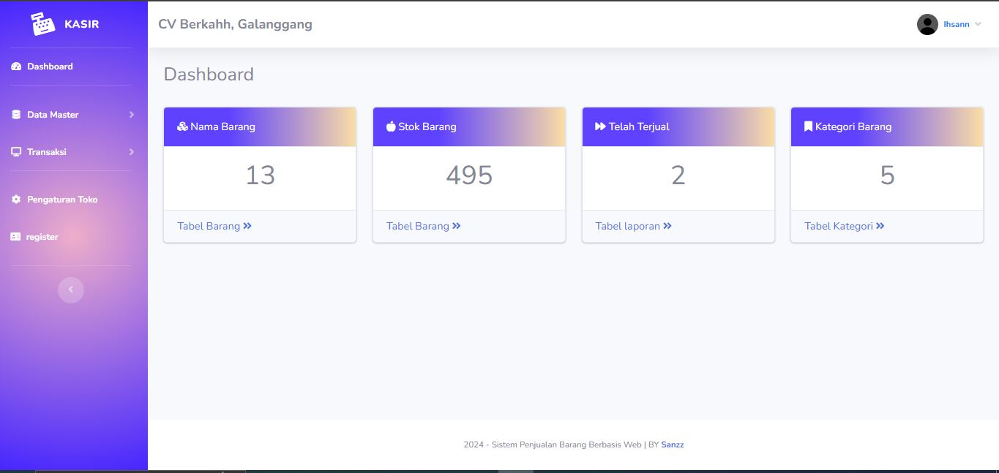 KASIR
CV Berkahh, Galanggang
Ihsann
Dashboard
Data Master
Transaksi
Pengaturan Toko
register
Dashboard
Nama Barang
13
Tabel Barang
Stok Barang
495
Tabel Barang
Telah Terjual
2
Tabel laporan
Kategori Barang
5
Tabel Kategori
2024 - Sistem Penjualan Barang Berbasis Web | BY Sanzz